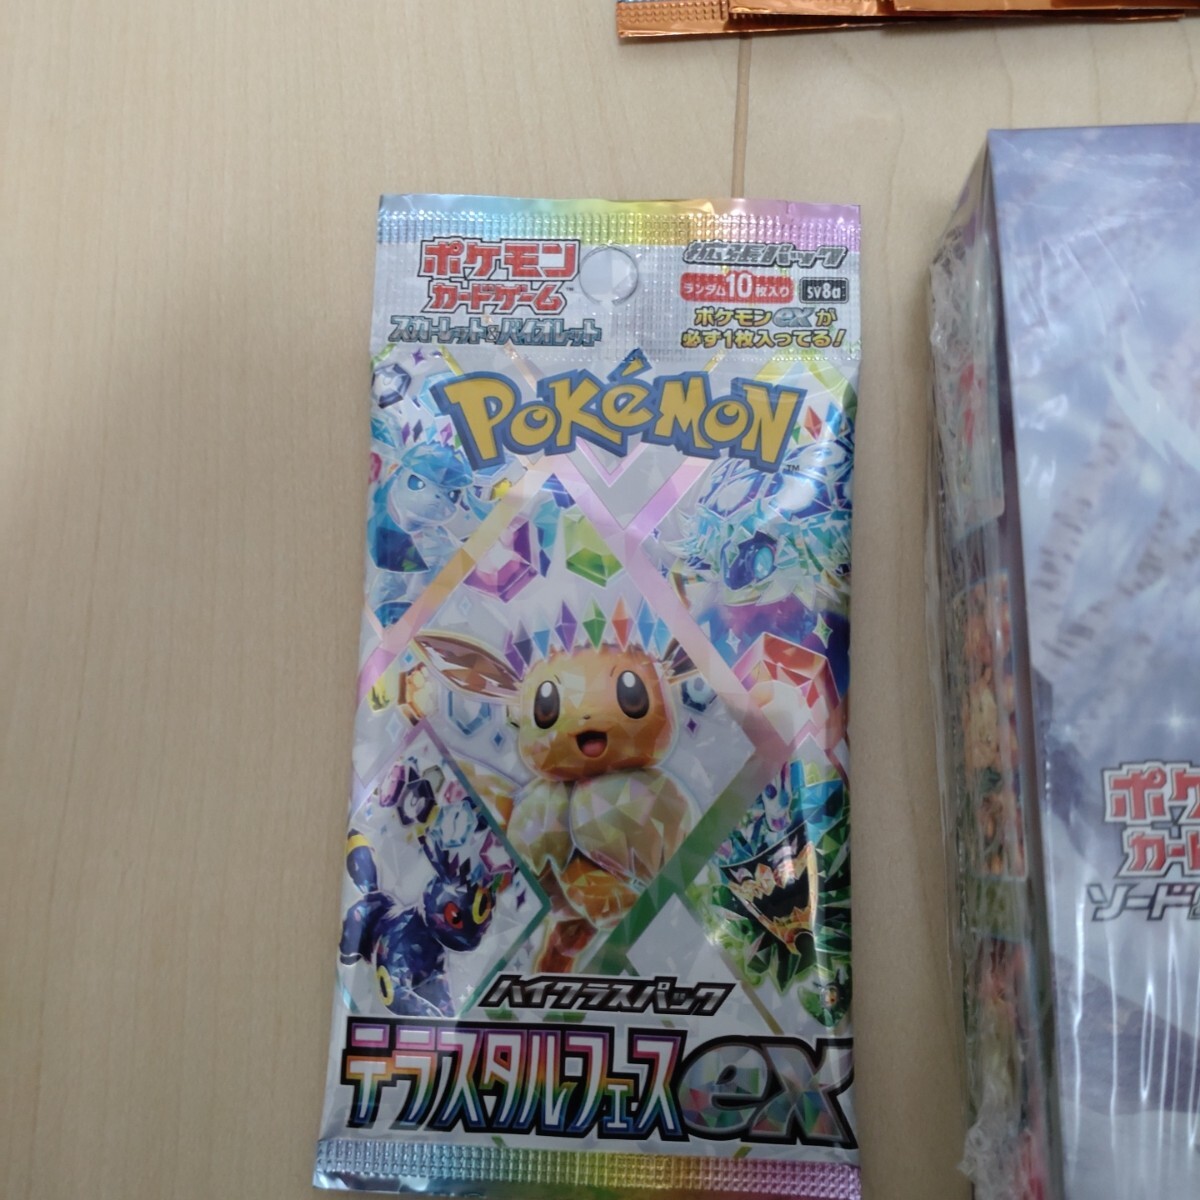 ポケモン
カードゲーム
スカーレット&バイオレット
拡張パック
ランダム10枚入り sv8a
ポケモンexが
必ず1枚入ってる!
POKéMON
TM
ハイクラスパック
テラスタルフェスex
ポケ
カード
ソード